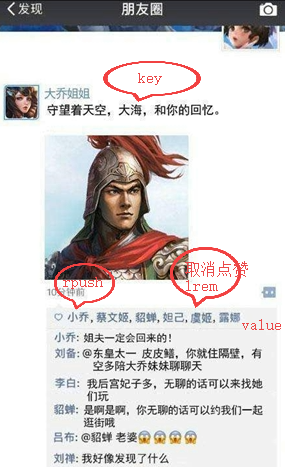 发现
朋友圈
key
大乔姐姐
守望着天空，大海，和你的回忆。
取消点赞
rpush
lrem
10分钟前
小乔, 蔡文姬, 貂蝉, 妲己, 虞姬, 露娜
value
小乔: 姐夫一定会回来的！
刘备: @东皇太一 皮皮鳝，你就住隔壁，有
空多陪大乔妹妹聊聊天
李白: 我后宫妃子多，无聊的话可以来找她
们玩
貂蝉: 是啊是啊，你无聊的话可以约我们一起
逛街哦
吕布: @貂蝉 老婆
刘禅: 我好像发现了什么